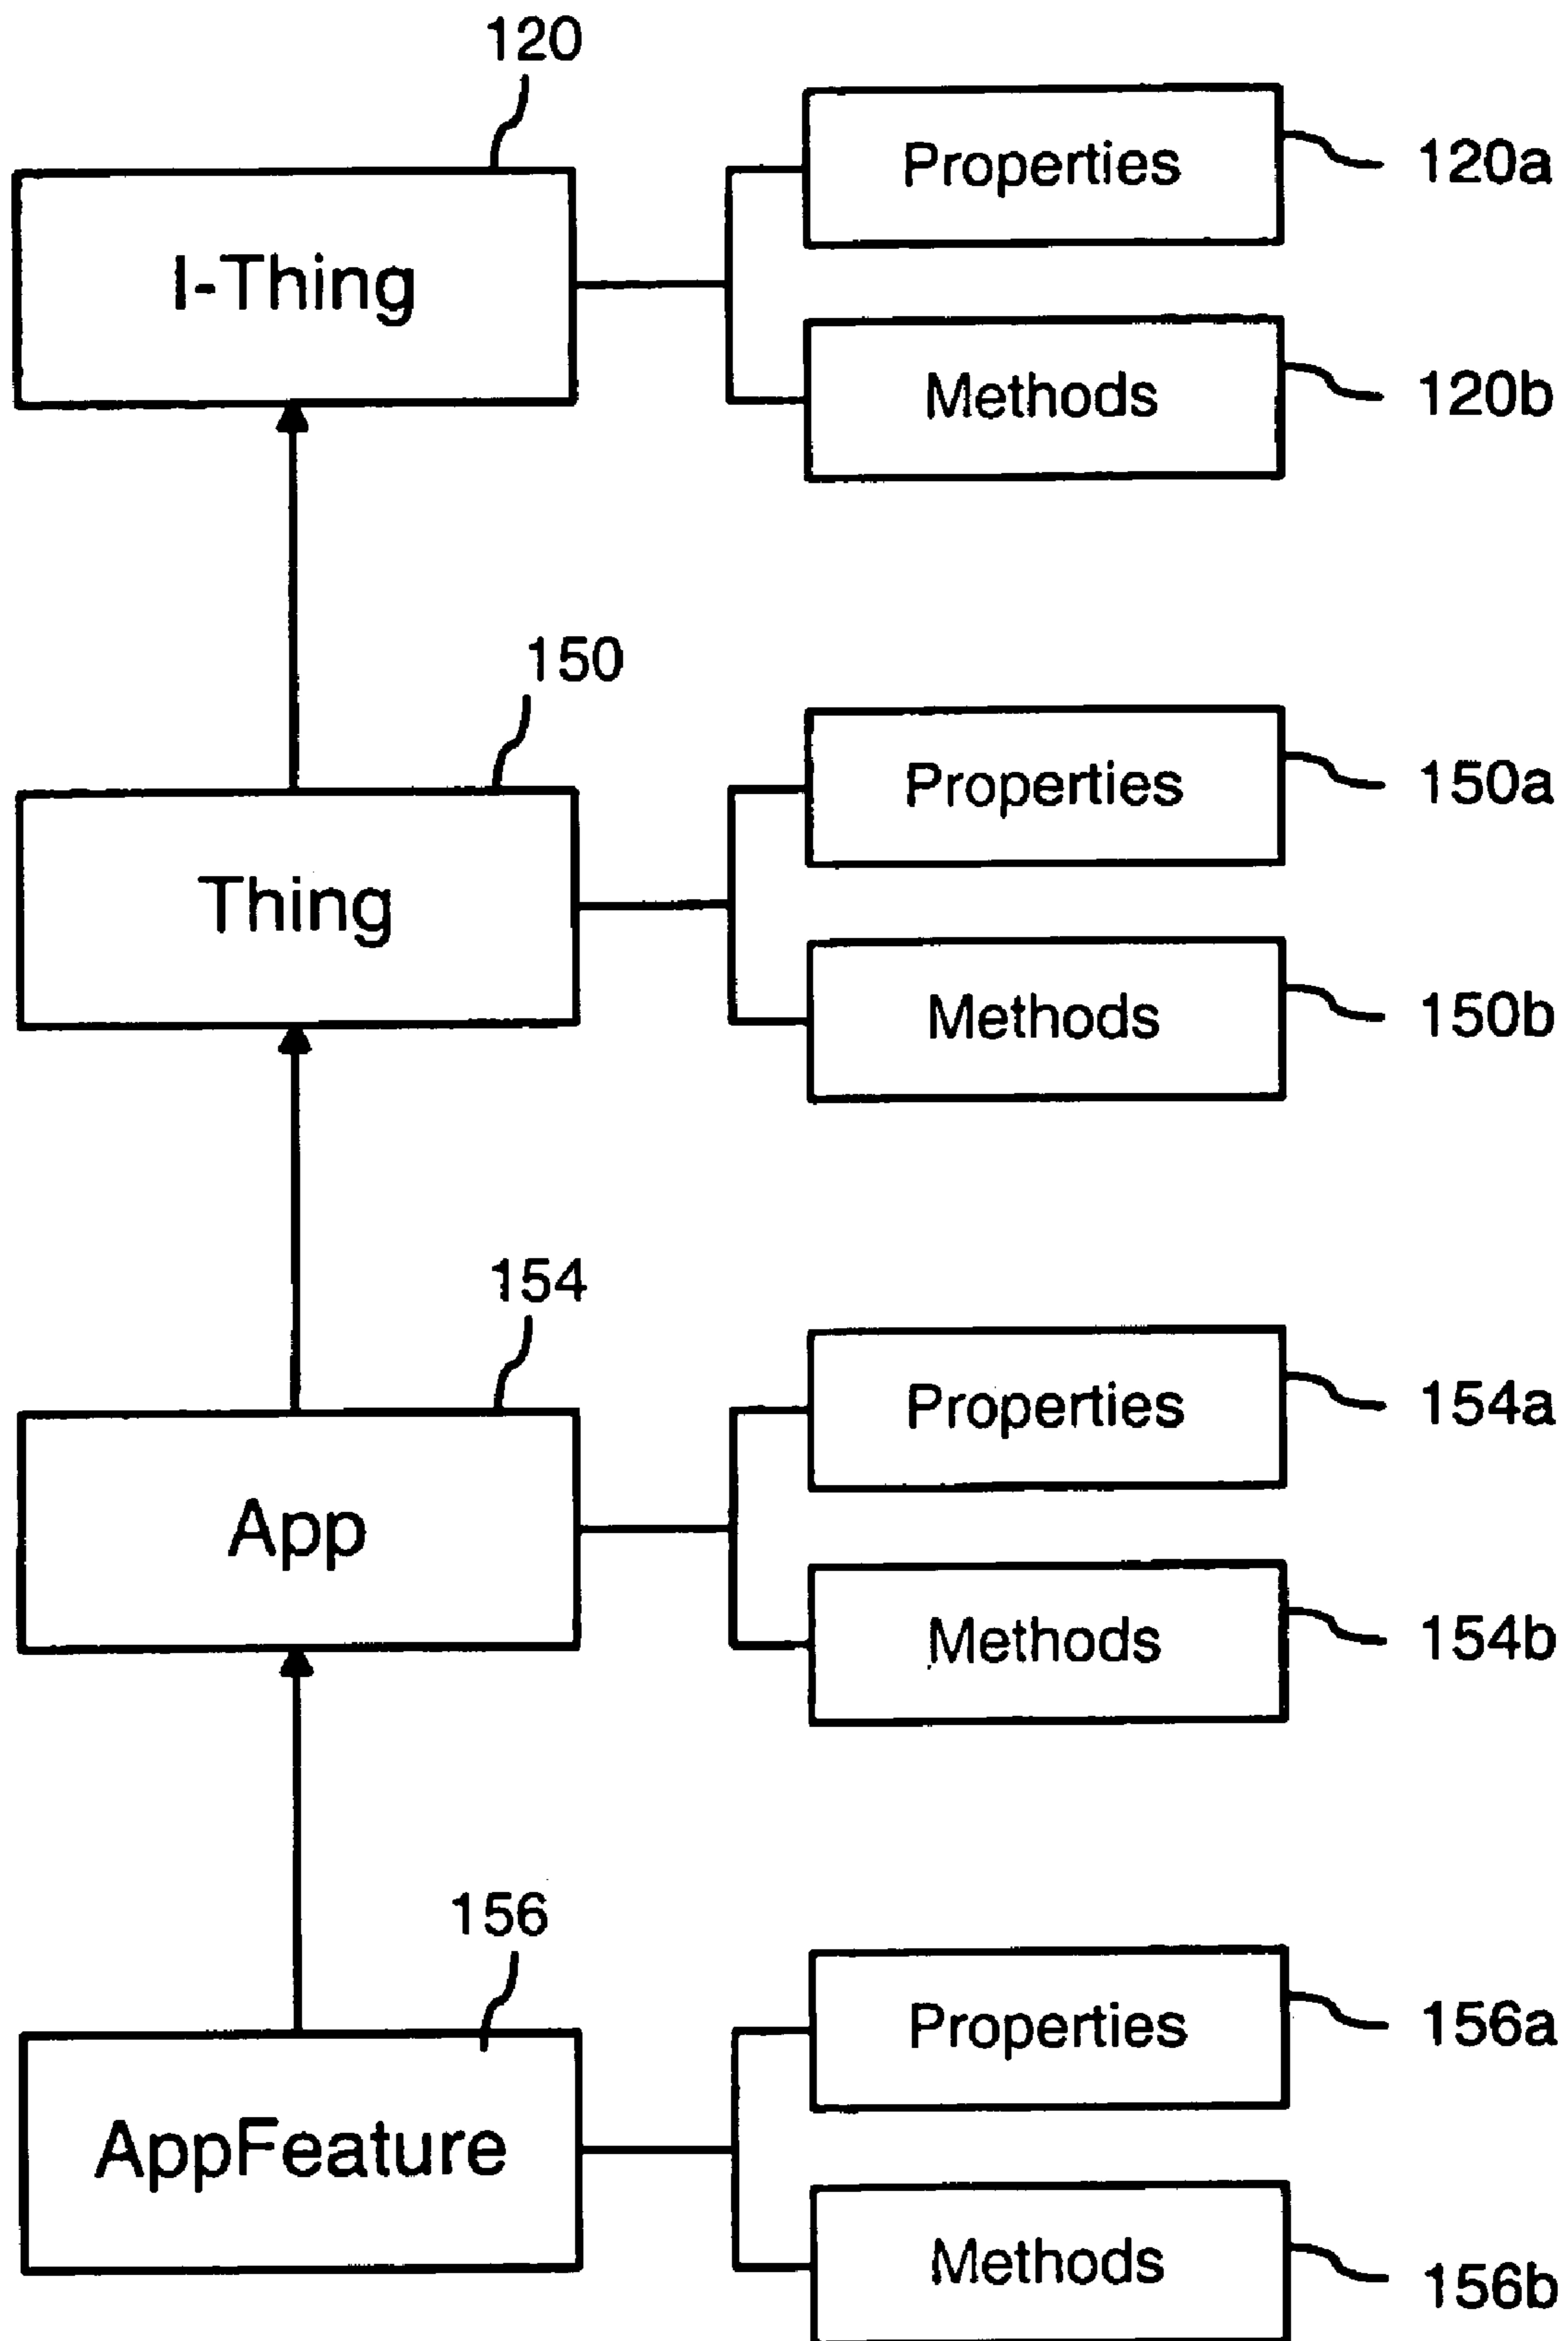 120
Properties
120a
I-Thing
Methods
120b
150
Properties
150a
Thing
Methods
150b
154
Properties
154a
App
Methods
154b
156
Properties
156a
AppFeature
Methods
156b